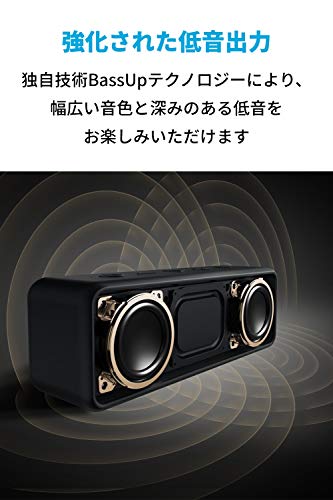 強化された低音出力
独自技術BassUpテクノロジーにより、
幅広い音色と深みのある低音を
お楽しみいただけます